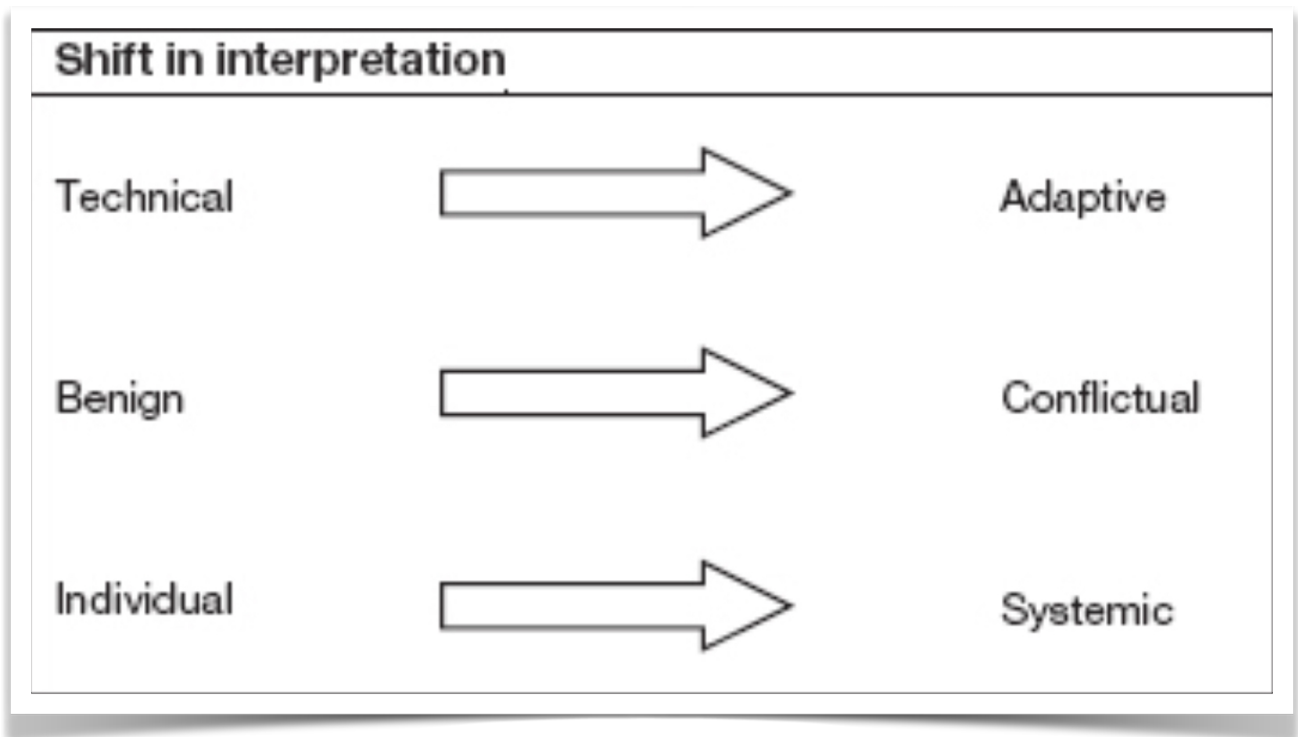 Shift in interpretation
Technical Adaptive
Benign Conflictual
Individual Systemic